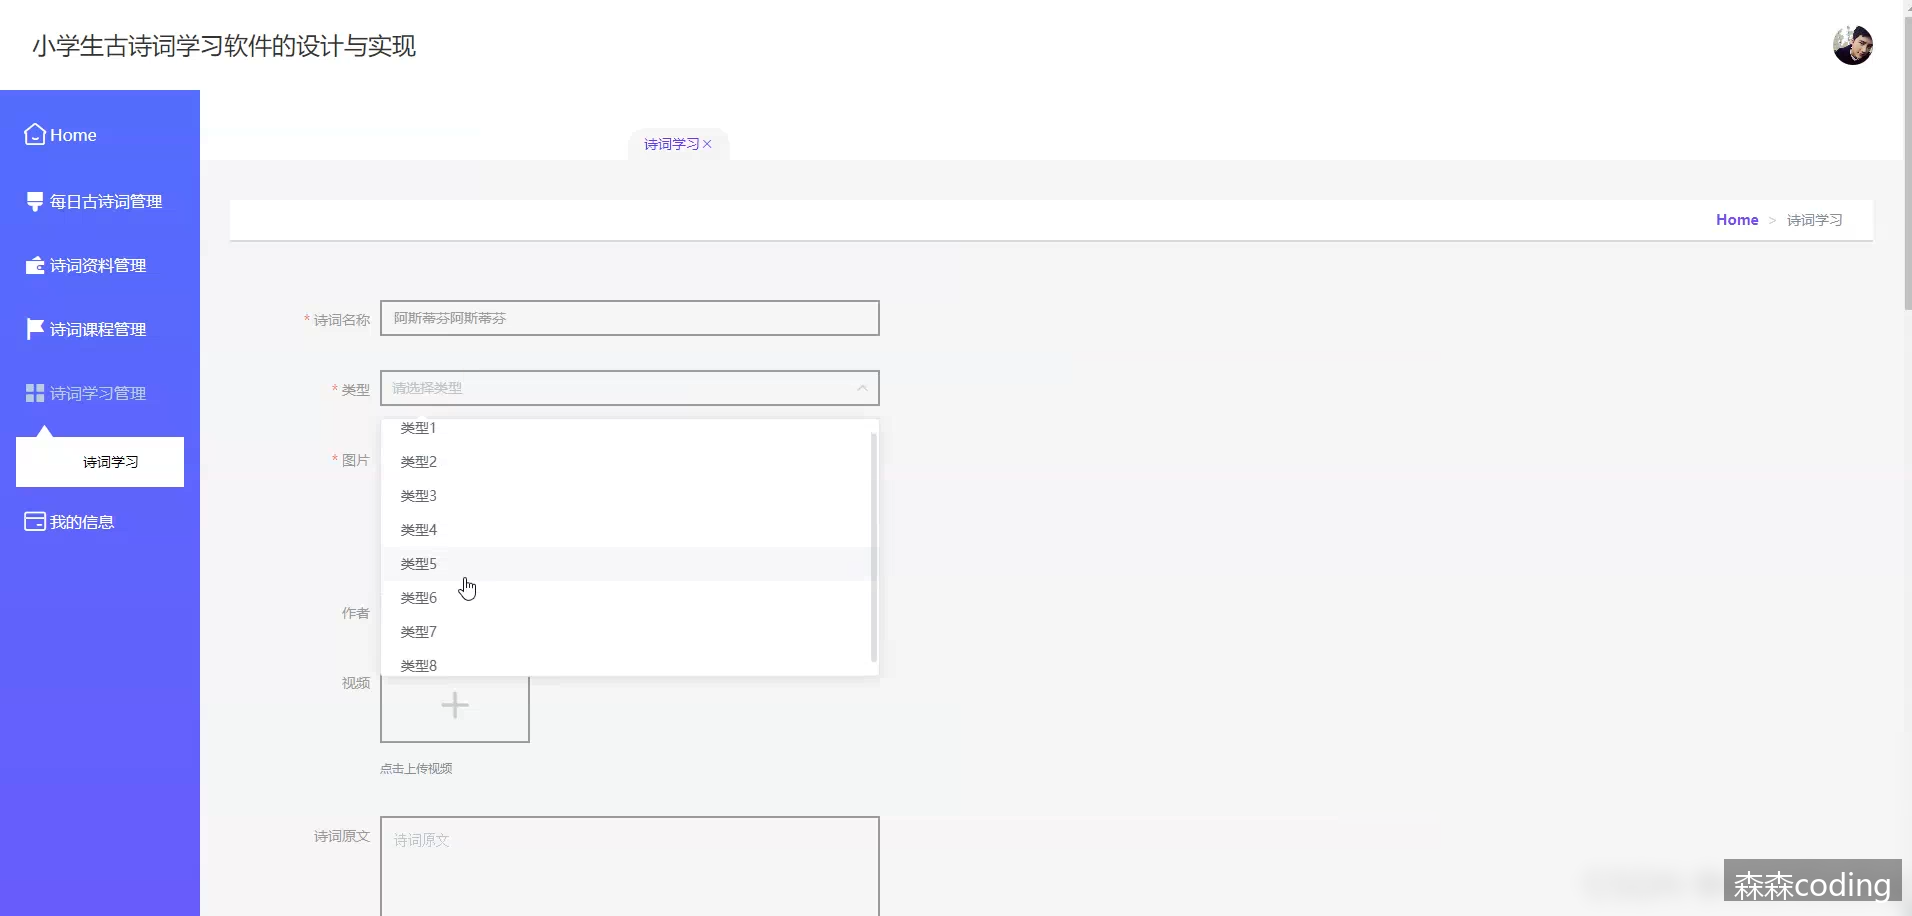 小学生古诗词学习软件的设计与实现
Home
每日古诗词管理
诗词资料管理
诗词课程管理
诗词学习管理
诗词学习
我的信息
诗词学习×
Home > 诗词学习
* 诗词名称 阿斯蒂芬阿斯蒂芬
* 类型 请选择类型
类型1
* 图片
类型2
类型3
类型4
类型5
类型6
作者
类型7
类型8
视频
点击上传视频
诗词原文 诗词原文
森森coding